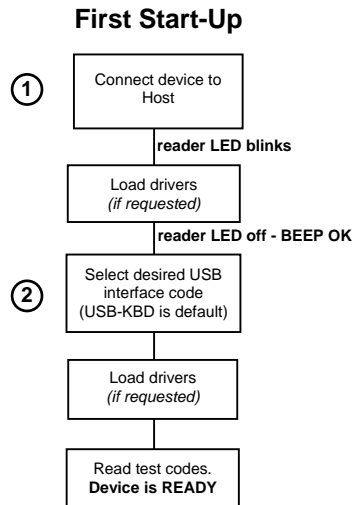 First Start-Up
1
Connect device to
Host
reader LED blinks
Load drivers
(if requested)
reader LED off - BEEP OK
2
Select desired USB
interface code
(USB-KBD is default)
Load drivers
(if requested)
Read test codes.
Device is READY